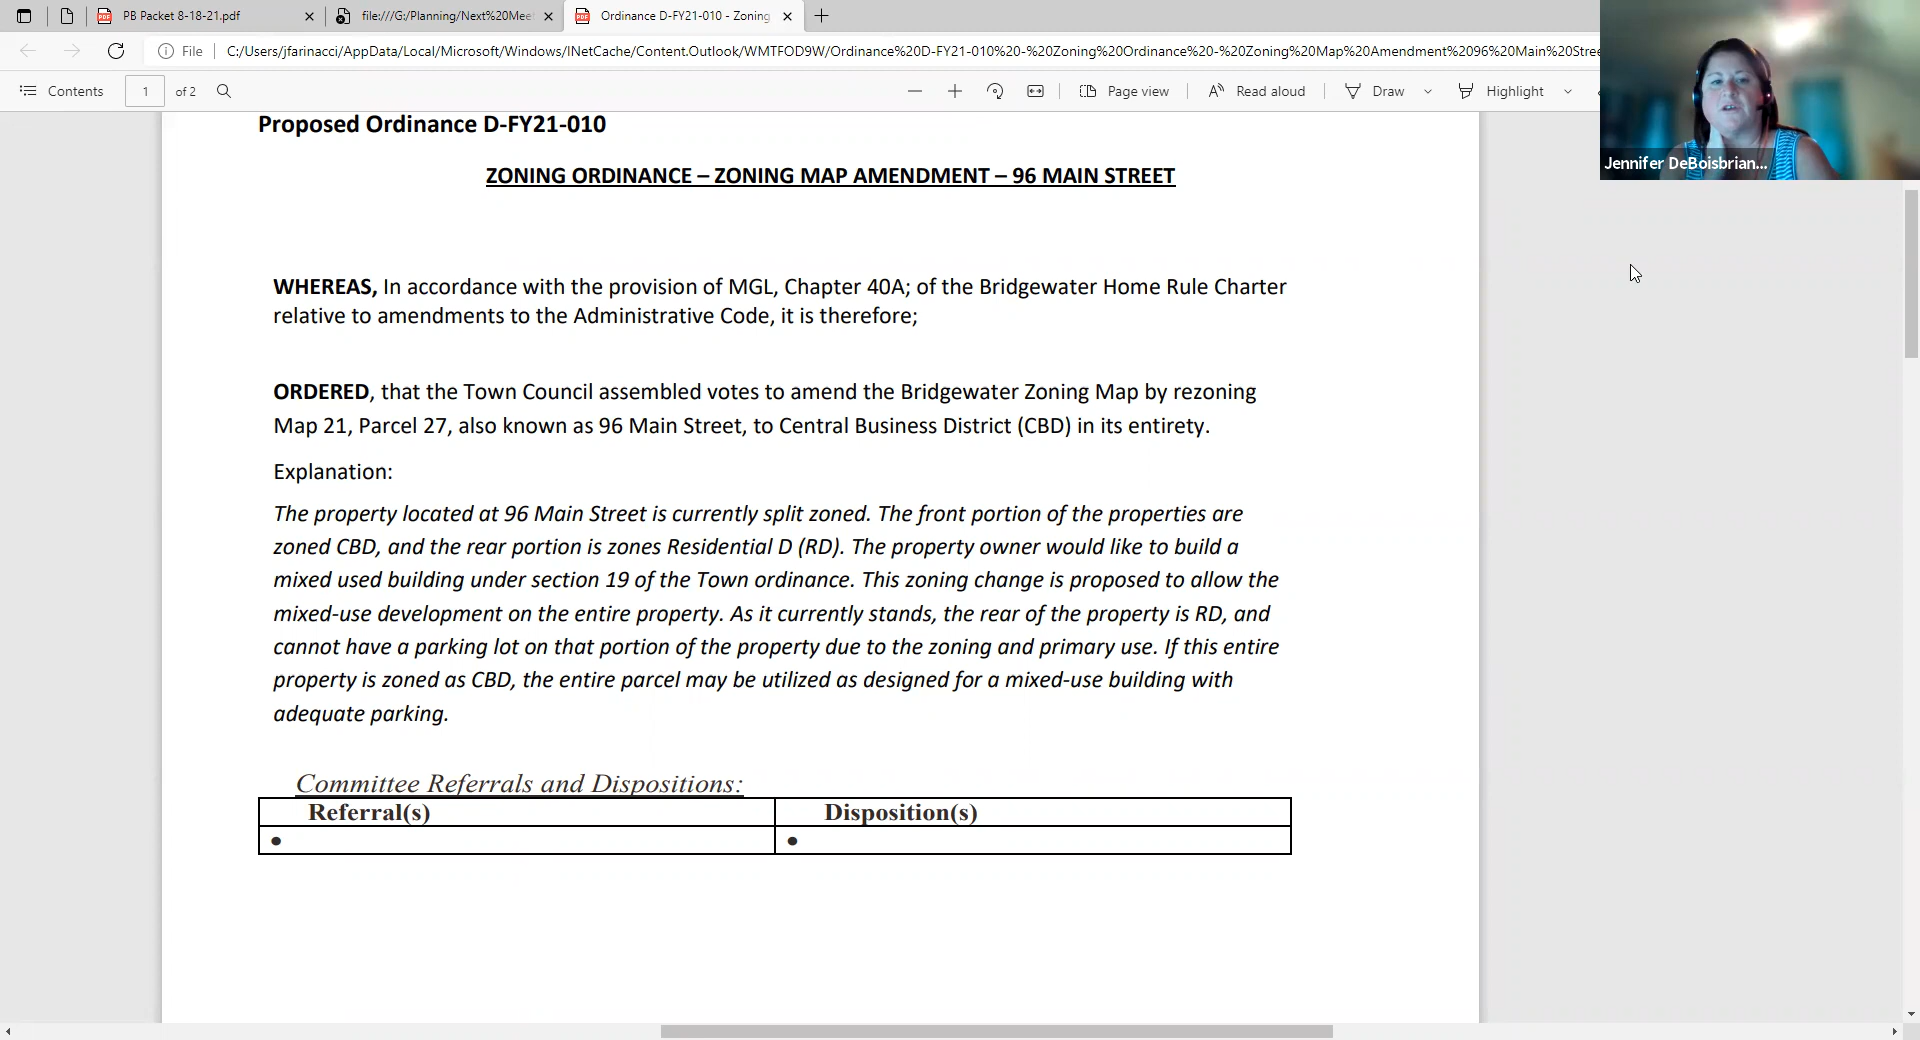 PB Packet 8-18-21.pdf
file:///G:/Planning/Next%20Mee
Ordinance D-FY21-010 - Zoning
File
C:/Users/jfarinacci/AppData/Local/Microsoft/Windows/INetCache/Content.Outlook/WMTFOD9W/Ordinance%20D-FY21-010%20-%20Zoning%20Ordinance%20-%20Zoning%20Map%20Amendment%2096%20Main%20Stree
Contents
1
of 2
Page view
Read aloud
Draw
Highlight
Jennifer DeBoisbrian...
Proposed Ordinance D-FY21-010
ZONING ORDINANCE – ZONING MAP AMENDMENT – 96 MAIN STREET
WHEREAS, In accordance with the provision of MGL, Chapter 40A; of the Bridgewater Home Rule Charter
relative to amendments to the Administrative Code, it is therefore;
ORDERED, that the Town Council assembled votes to amend the Bridgewater Zoning Map by rezoning
Map 21, Parcel 27, also known as 96 Main Street, to Central Business District (CBD) in its entirety.
Explanation:
The property located at 96 Main Street is currently split zoned. The front portion of the properties are
zoned CBD, and the rear portion is zones Residential D (RD). The property owner would like to build a
mixed used building under section 19 of the Town ordinance. This zoning change is proposed to allow the
mixed-use development on the entire property. As it currently stands, the rear of the property is RD, and
cannot have a parking lot on that portion of the property due to the zoning and primary use. If this entire
property is zoned as CBD, the entire parcel may be utilized as designed for a mixed-use building with
adequate parking.
Committee Referrals and Dispositions:
Referral(s)
Disposition(s)